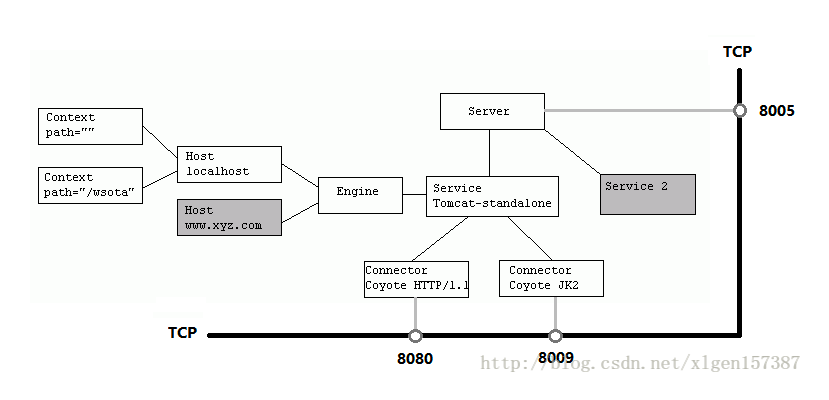 TCP
8005
Server
Context
path=""
Host
localhost
Context
path="/wsota"
Engine
Service
Tomcat-standalone
Service 2
Host
www.xyz.com
Connector
Coyote HTTP/1.1
Connector
Coyote JK2
TCP
8080
8009
http://blog.csdn.net/xlgen157387